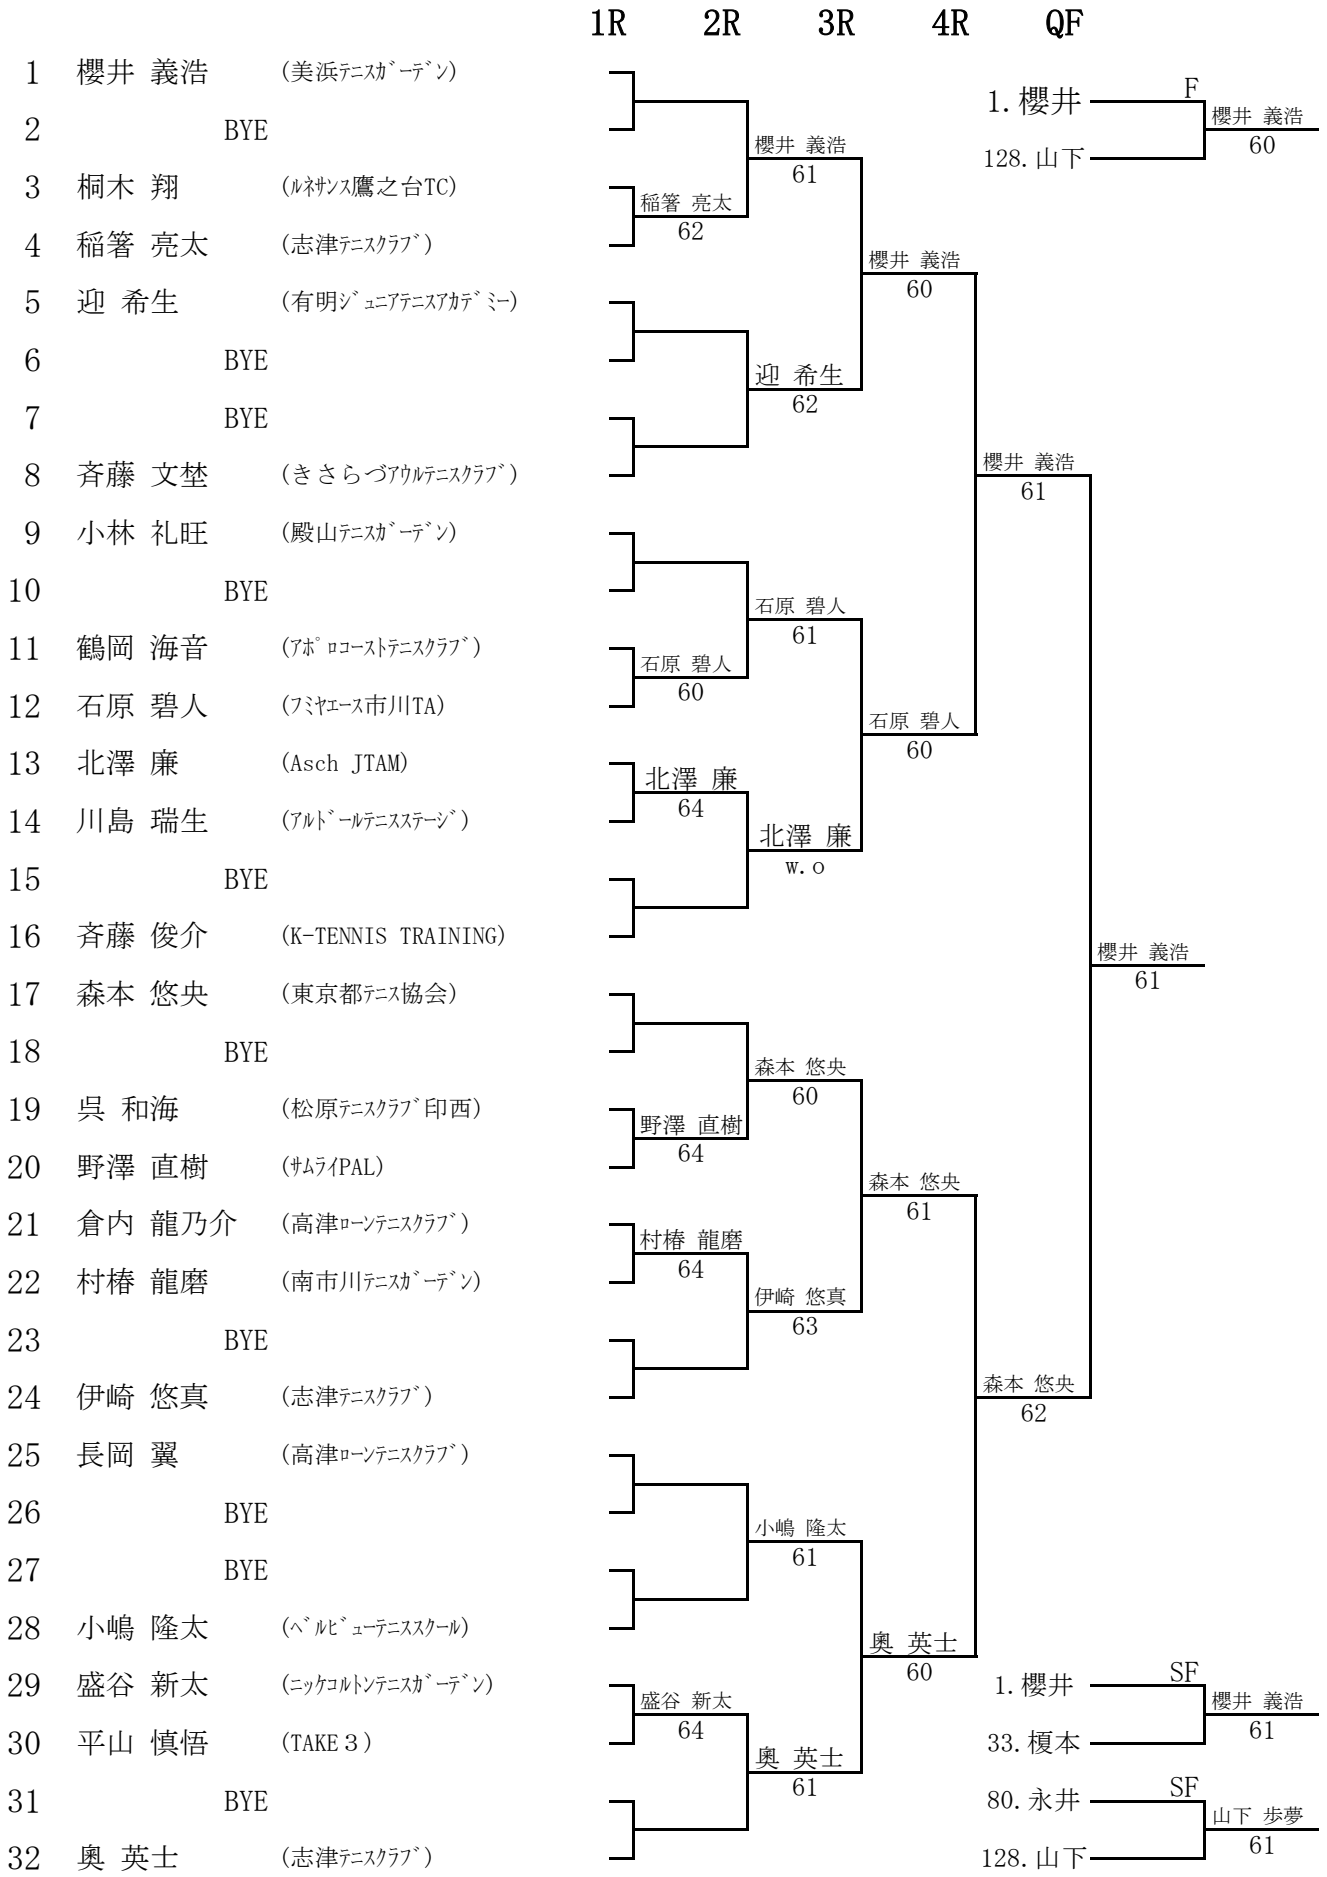 1R 2R 3R 4R QF
1 櫻井 義浩 (美浜ﾃﾆｽｶﾞｰﾃﾞﾝ)
1.櫻井 F
櫻井 義浩
2 BYE
60
櫻井 義浩
128.山下
61
3 桐木 翔 (ﾙﾈｻﾝｽ鷹之台TC)
稲箸 亮太
62
4 稲箸 亮太 (志津ﾃﾆｽｸﾗﾌﾞ)
櫻井 義浩
60
5 迎 希生 (有明ｼﾞｭﾆｱﾃﾆｽｱｶﾃﾞﾐｰ)
6 BYE
迎 希生
62
7 BYE
櫻井 義浩
8 斉藤 文埜 (きさらづｱｳﾙﾃﾆｽｸﾗﾌﾞ)
61
9 小林 礼旺 (殿山ﾃﾆｽｶﾞｰﾃﾞﾝ)
10 BYE
石原 碧人
61
11 鶴岡 海音 (ｱﾎﾟﾛｺｰｽﾄﾃﾆｽｸﾗﾌﾞ)
石原 碧人
60
12 石原 碧人 (ﾌﾐﾔｴｰｽ市川TA)
石原 碧人
60
13 北澤 廉 (Asch JTAM)
北澤 廉
64
14 川島 瑞生 (ｱﾙﾄﾞｰﾙﾃﾆｽｽﾃｰｼﾞ)
北澤 廉
w.o
15 BYE
16 斉藤 俊介 (K-TENNIS TRAINING)
櫻井 義浩
61
17 森本 悠央 (東京都ﾃﾆｽ協会)
18 BYE
森本 悠央
60
19 呉 和海 (松原ﾃﾆｽｸﾗﾌﾞ印西)
野澤 直樹
64
20 野澤 直樹 (ｻﾑﾗｲPAL)
森本 悠央
61
21 倉内 龍乃介 (高津ﾛｰﾝﾃﾆｽｸﾗﾌﾞ)
村椿 龍磨
64
22 村椿 龍磨 (南市川ﾃﾆｽｶﾞｰﾃﾞﾝ)
伊崎 悠真
63
23 BYE
森本 悠央
24 伊崎 悠真 (志津ﾃﾆｽｸﾗﾌﾞ)
62
25 長岡 翼 (高津ﾛｰﾝﾃﾆｽｸﾗﾌﾞ)
26 BYE
小嶋 隆太
61
27 BYE
28 小嶋 隆太 (ﾍﾞﾙﾋﾞｭｰﾃﾆｽｽｸｰﾙ)
奥 英士
60
29 盛谷 新太 (ﾆｯｹｺﾙﾄﾝﾃﾆｽｶﾞｰﾃﾞﾝ)
1.櫻井 SF
盛谷 新太
64
櫻井 義浩
61
30 平山 慎悟 (TAKE３)
33.榎本
奥 英士
61
31 BYE
80.永井 SF
山下 歩夢
61
32 奥 英士 (志津ﾃﾆｽｸﾗﾌﾞ)
128.山下